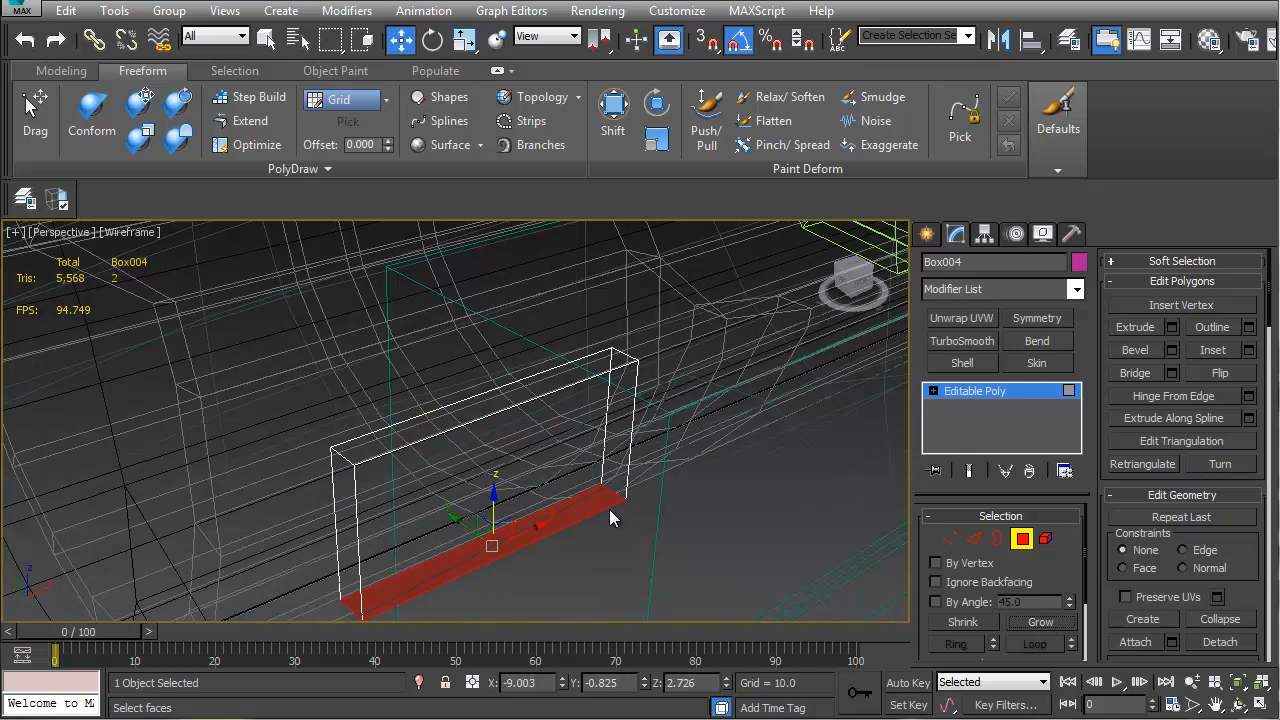 MAX Edit Tools Group Views Create Modifiers Animation Graph Editors Rendering Customize MAXScript Help
All View Create Selection Se
Modeling Freeform Selection Object Paint Populate
Drag Conform Step Build Grid Shapes Topology Shift Push/ Relax/ Soften Smudge Pick Defaults
Extend Pick Splines Strips Pull Flatten Noise
Optimize Offset: 0.000 Surface Branches Pinch/ Spread Exaggerate
PolyDraw Paint Deform
[+] [Perspective] [Wireframe]
Total Box004
Tris: 5,568 2
FPS: 94.749
z
z
Box004
Modifier List
Unwrap UVW Symmetry
TurboSmooth Bend
Shell Skin
Editable Poly
Selection
By Vertex
Ignore Backfacing
By Angle: 45.0
Shrink Grow
Ring Loop
Soft Selection
Edit Polygons
Insert Vertex
Extrude Outline
Bevel Inset
Bridge Flip
Hinge From Edge
Extrude Along Spline
Edit Triangulation
Retriangulate Turn
Edit Geometry
Repeat Last
Constraints
None Edge
Face Normal
Preserve UVs
Create Collapse
Attach Detach
< 0 / 100 >
0 10 20 30 40 50 60 70 80 90 100
1 Object Selected X: -9.003 Y: -0.825 Z: 2.726 Grid = 10.0 Auto Key Selected
Welcome to MA Select faces Add Time Tag Set Key Key Filters... 0